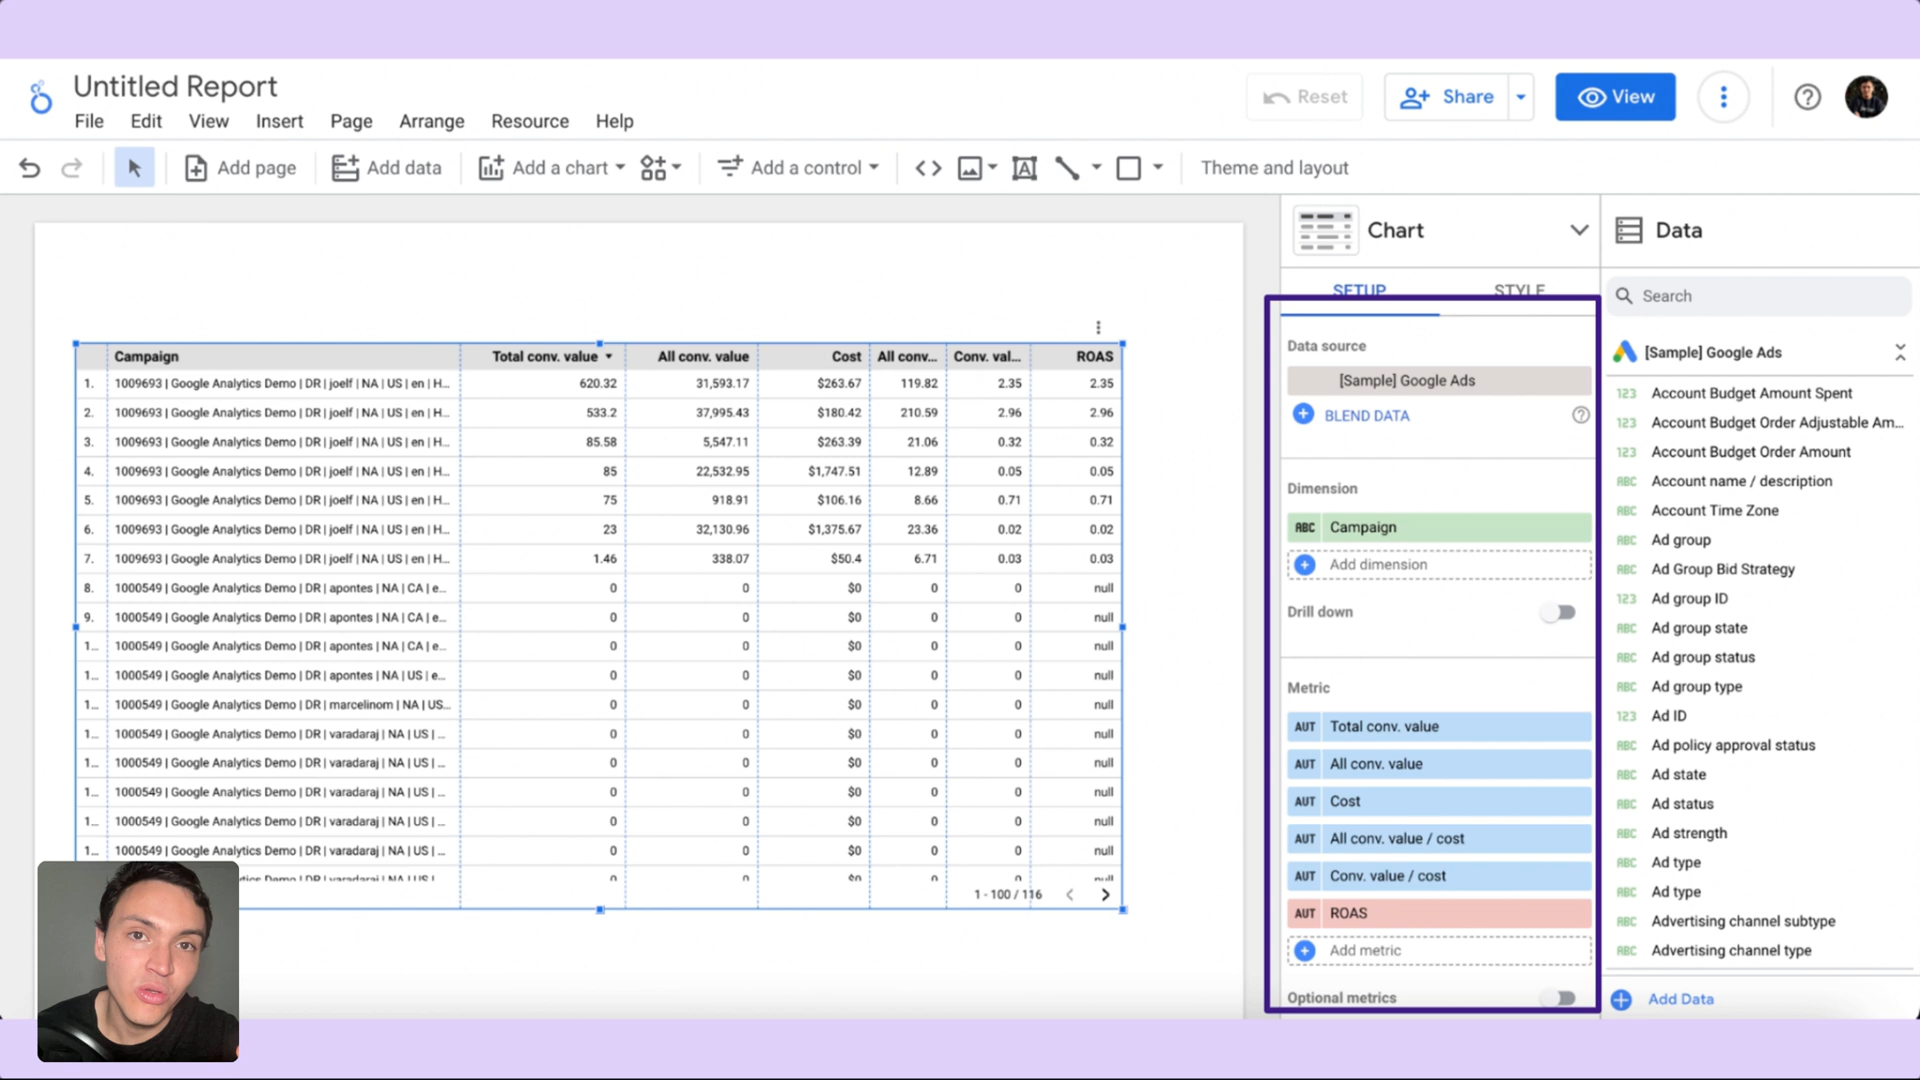 Untitled Report
File Edit View Insert Page Arrange Resource Help
Reset Share View
Add page Add data Add a chart Add a control Theme and layout
Campaign Total conv. value All conv. value Cost All conv... Conv. val... ROAS
1. 1009693 | Google Analytics Demo | DR | joelf | NA | US | en | H... 620.32 31,593.17 $263.67 119.82 2.35 2.35
2. 1009693 | Google Analytics Demo | DR | joelf | NA | US | en | H... 533.2 37,995.43 $180.42 210.59 2.96 2.96
3. 1009693 | Google Analytics Demo | DR | joelf | NA | US | en | H... 85.58 5,547.11 $263.39 21.06 0.32 0.32
4. 1009693 | Google Analytics Demo | DR | joelf | NA | US | en | H... 85 22,532.95 $1,747.51 12.89 0.05 0.05
5. 1009693 | Google Analytics Demo | DR | joelf | NA | US | en | H... 75 918.91 $106.16 8.66 0.71 0.71
6. 1009693 | Google Analytics Demo | DR | joelf | NA | US | en | H... 23 32,130.96 $1,375.67 23.36 0.02 0.02
7. 1009693 | Google Analytics Demo | DR | joelf | NA | US | en | H... 1.46 338.07 $50.4 6.71 0.03 0.03
8. 1000549 | Google Analytics Demo | DR | apontes | NA | CA | e... 0 0 $0 0 0 null
9. 1000549 | Google Analytics Demo | DR | apontes | NA | CA | e... 0 0 $0 0 0 null
1... 1000549 | Google Analytics Demo | DR | apontes | NA | CA | e... 0 0 $0 0 0 null
1... 1000549 | Google Analytics Demo | DR | apontes | NA | US | e... 0 0 $0 0 0 null
1... 1000549 | Google Analytics Demo | DR | marcelinom | NA | US... 0 0 $0 0 0 null
1... 1000549 | Google Analytics Demo | DR | varadaraj | NA | US | ... 0 0 $0 0 0 null
1... 1000549 | Google Analytics Demo | DR | varadaraj | NA | US | ... 0 0 $0 0 0 null
1... 1000549 | Google Analytics Demo | DR | varadaraj | NA | US | ... 0 0 $0 0 0 null
1... 1000549 | Google Analytics Demo | DR | varadaraj | NA | US | ... 0 0 $0 0 0 null
1... 1000549 | Google Analytics Demo | DR | varadaraj | NA | US | ... 0 0 $0 0 0 null
1 - 100 / 116
Chart
SETUP STYLE
Data source
[Sample] Google Ads
BLEND DATA
Dimension
ABC Campaign
Add dimension
Drill down
Metric
AUT Total conv. value
AUT All conv. value
AUT Cost
AUT All conv. value / cost
AUT Conv. value / cost
AUT ROAS
Add metric
Optional metrics
Data
Search
[Sample] Google Ads
123 Account Budget Amount Spent
123 Account Budget Order Adjustable Am...
123 Account Budget Order Amount
ABC Account name / description
ABC Account Time Zone
ABC Ad group
ABC Ad Group Bid Strategy
123 Ad group ID
ABC Ad group state
ABC Ad group status
ABC Ad group type
123 Ad ID
ABC Ad policy approval status
ABC Ad state
ABC Ad status
ABC Ad strength
ABC Ad type
ABC Ad type
ABC Advertising channel subtype
ABC Advertising channel type
Add Data